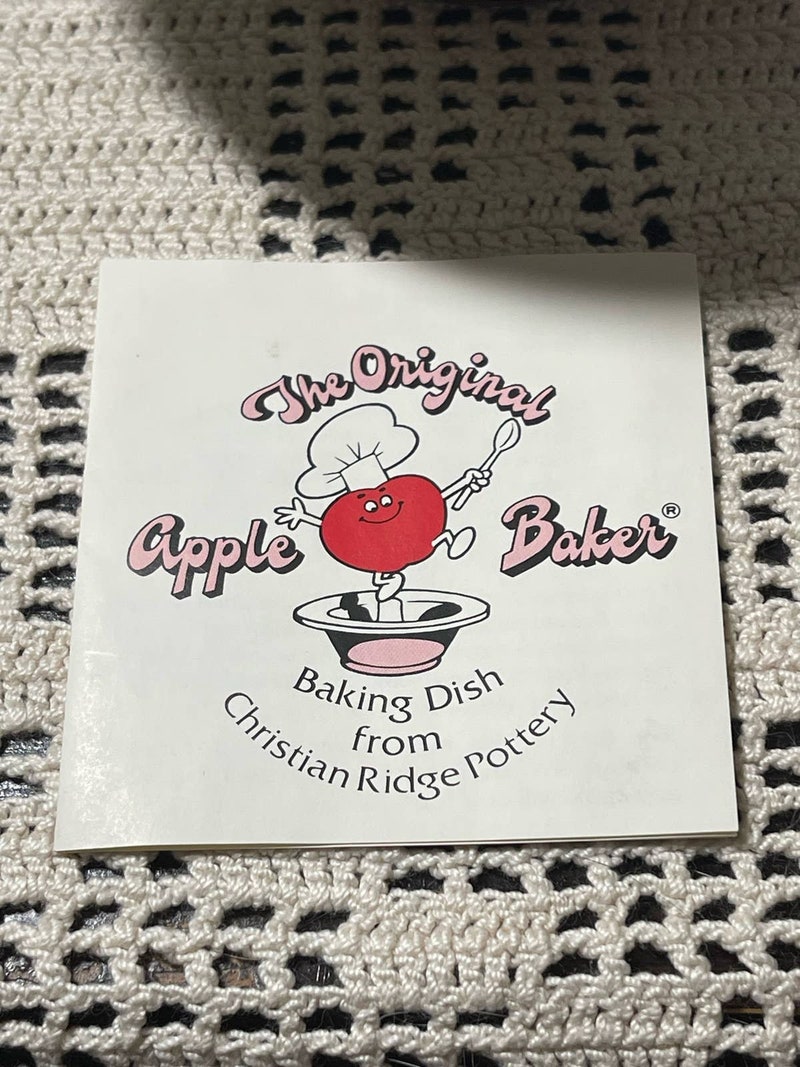 The Original
Apple Baker®
Baking Dish
from
Christian Ridge Pottery